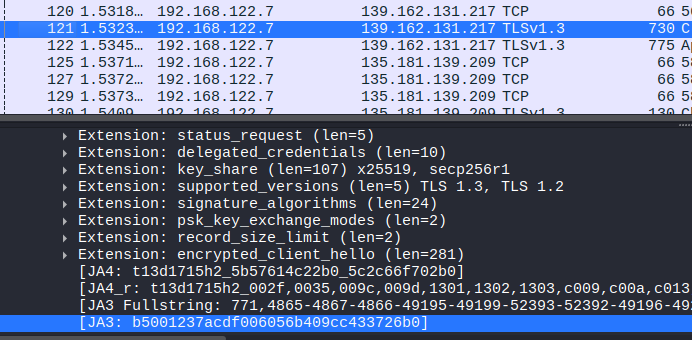 120 1.5318… 192.168.122.7 139.162.131.217 TCP 66
121 1.5323… 192.168.122.7 139.162.131.217 TLSv1.3 730
122 1.5345… 192.168.122.7 139.162.131.217 TLSv1.3 775
125 1.5371… 192.168.122.7 135.181.139.209 TCP 66
127 1.5372… 192.168.122.7 135.181.139.209 TCP 66
129 1.5373… 192.168.122.7 135.181.139.209 TCP 66
130 1.5409… 192.168.122.7 135.181.139.209 TLSv1.3 130
Extension: status_request (len=5)
Extension: delegated_credentials (len=10)
Extension: key_share (len=107) x25519, secp256r1
Extension: supported_versions (len=5) TLS 1.3, TLS 1.2
Extension: signature_algorithms (len=24)
Extension: psk_key_exchange_modes (len=2)
Extension: record_size_limit (len=2)
Extension: encrypted_client_hello (len=281)
[JA4: t13d1715h2_5b57614c22b0_5c2c66f702b0]
[JA4_r: t13d1715h2_002f,0035,009c,009d,1301,1302,1303,c009,c00a,c013
[JA3 Fullstring: 771,4865-4867-4866-49195-49199-52393-52392-49196-49
[JA3: b5001237acdf006056b409cc433726b0]